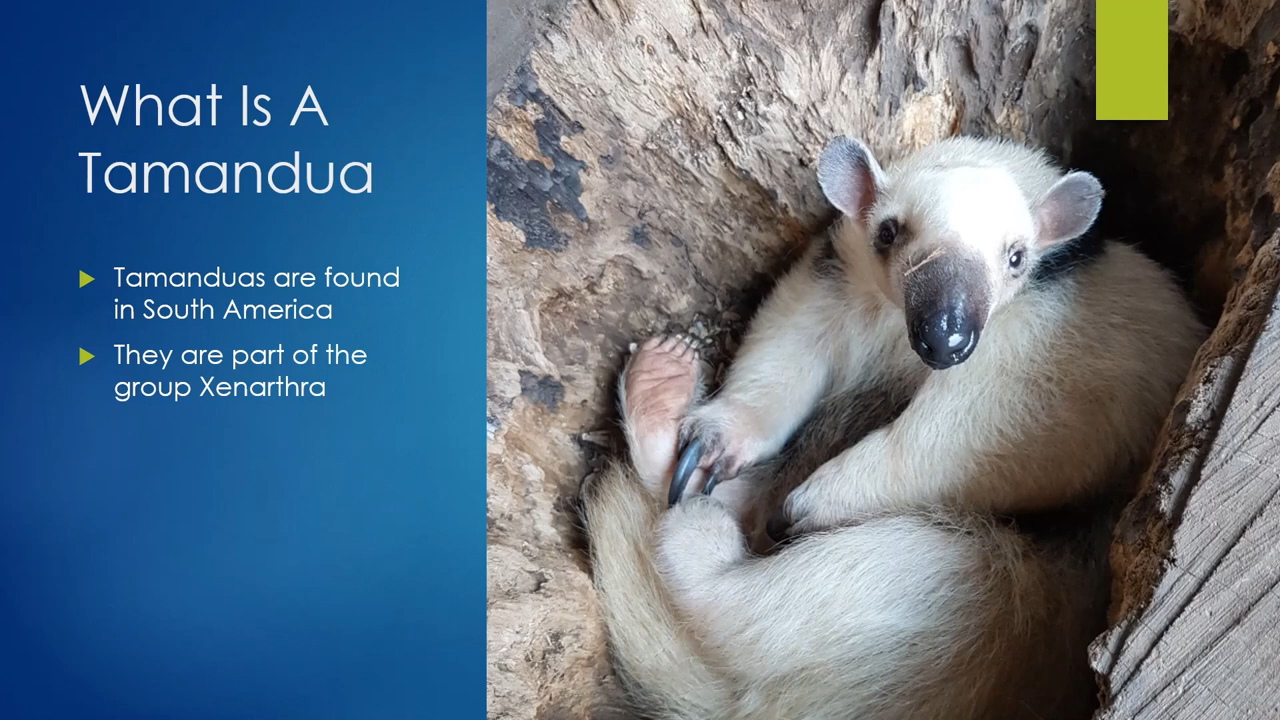 What Is A
Tamandua
Tamanduas are found
in South America
They are part of the
group Xenarthra